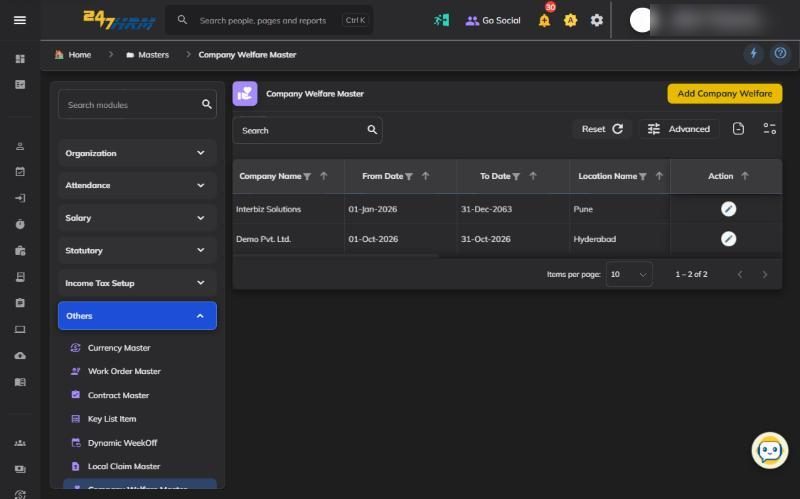 247HRM
Search people, pages and reports
Ctrl K
Go Social
30
A
Home
Masters
Company Welfare Master
Search modules
Organization
Attendance
Salary
Statutory
Income Tax Setup
Others
Currency Master
Work Order Master
Contract Master
Key List Item
Dynamic WeekOff
Local Claim Master
Company Welfare Master
Company Welfare Master
Add Company Welfare
Search
Reset
Advanced
Company Name From Date To Date Location Name Action
Interbiz Solutions 01-Jan-2026 31-Dec-2063 Pune
Demo Pvt. Ltd. 01-Oct-2026 31-Oct-2026 Hyderabad
Items per page: 10 1 – 2 of 2